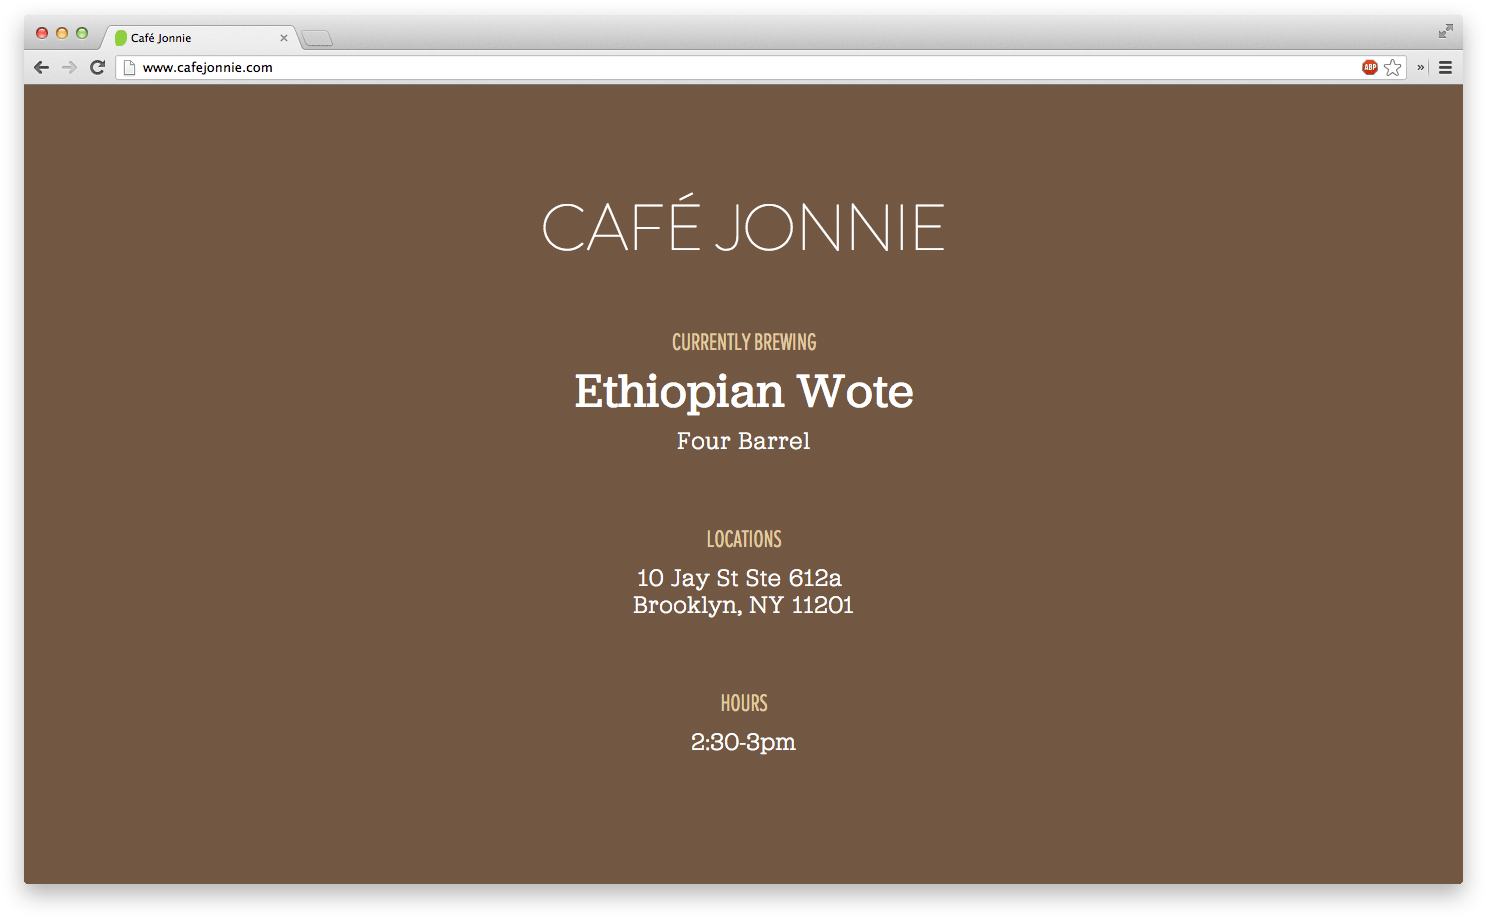 Café Jonnie
www.cafejonnie.com
ABP
»
CAFÉ JONNIE
CURRENTLY BREWING
Ethiopian Wote
Four Barrel
LOCATIONS
10 Jay St Ste 612a
Brooklyn, NY 11201
HOURS
2:30-3pm